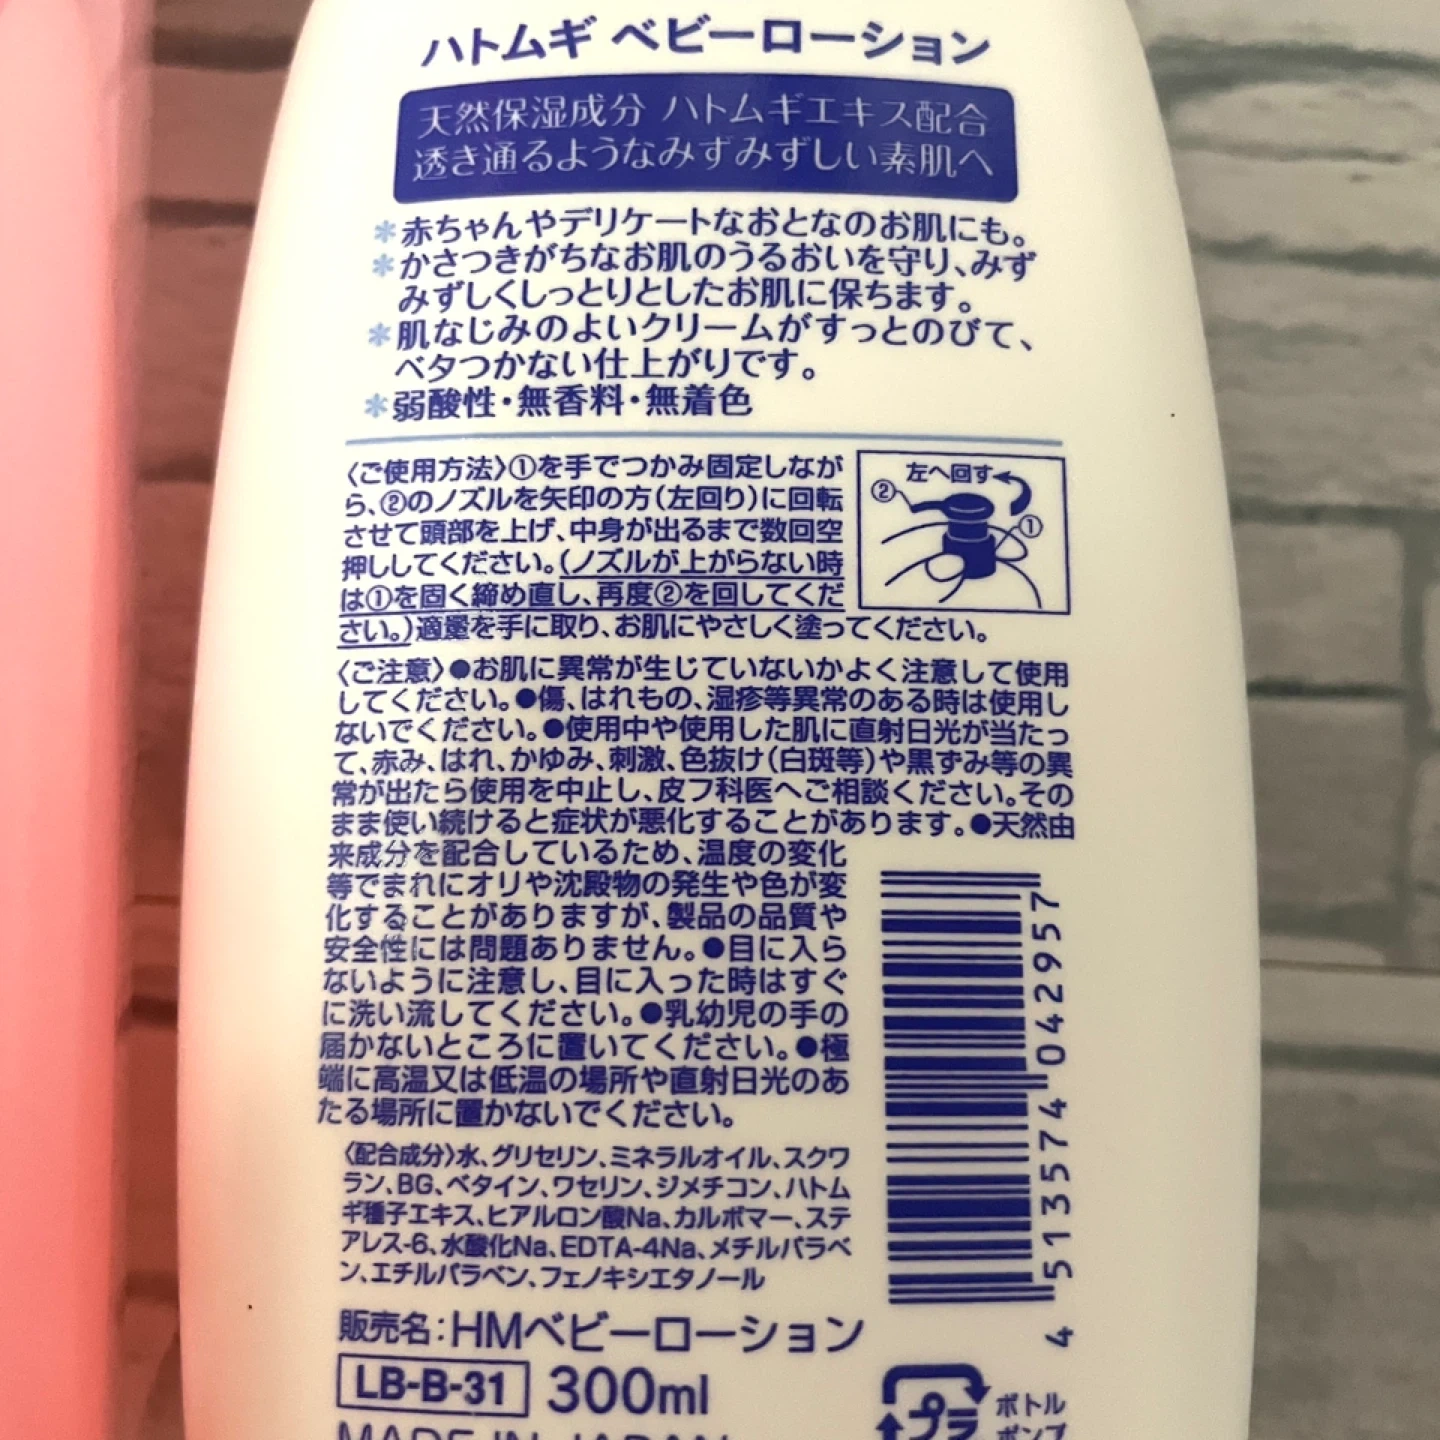 ハトムギ ベビーローション
天然保湿成分 ハトムギエキス配合
透き通るようなみずみずしい素肌へ
＊赤ちゃんやデリケートなおとなのお肌にも。
＊かさつきがちなお肌のうるおいを守り、みず
みずしくしっとりとしたお肌に保ちます。
＊肌なじみのよいクリームがすっとのびて、
ベタつかない仕上がりです。
＊弱酸性・無香料・無着色
〈ご使用方法〉①を手でつかみ固定しなが
ら、②のノズルを矢印の方(左回り)に回転
させて頭部を上げ、中身が出るまで数回空
押ししてください。(ノズルが上がらない時
は①を固く締め直し、再度②を回してくだ
さい。)適量を手に取り、お肌にやさしく塗ってください。
左へ回す
②
①
〈ご注意〉●お肌に異常が生じていないかよく注意して使用
してください。●傷、はれもの、湿疹等異常のある時は使用し
ないでください。●使用中や使用した肌に直射日光が当たっ
て、赤み、はれ、かゆみ、刺激、色抜け(白斑等)や黒ずみ等の異
常が出たら使用を中止し、皮フ科医へご相談ください。その
まま使い続けると症状が悪化することがあります。●天然由
来成分を配合しているため、温度の変化
等でまれにオリや沈殿物の発生や色が変
化することがありますが、製品の品質や
安全性には問題ありません。●目に入ら
ないように注意し、目に入った時はすぐ
に洗い流してください。●乳幼児の手の
届かないところに置いてください。●極
端に高温又は低温の場所や直射日光のあ
たる場所に置かないでください。
〈配合成分〉水、グリセリン、ミネラルオイル、スクワ
ラン、BG、ベタイン、ワセリン、ジメチコン、ハトム
ギ種子エキス、ヒアルロン酸Na、カルボマー、ステ
アレス-6、水酸化Na、EDTA-4Na、メチルパラベ
ン、エチルパラベン、フェノキシエタノール
4 513574 042957
販売名:HMベビーローション
LB-B-31 300ml
MADE IN JAPAN
プラ
ボトル
ポンプ